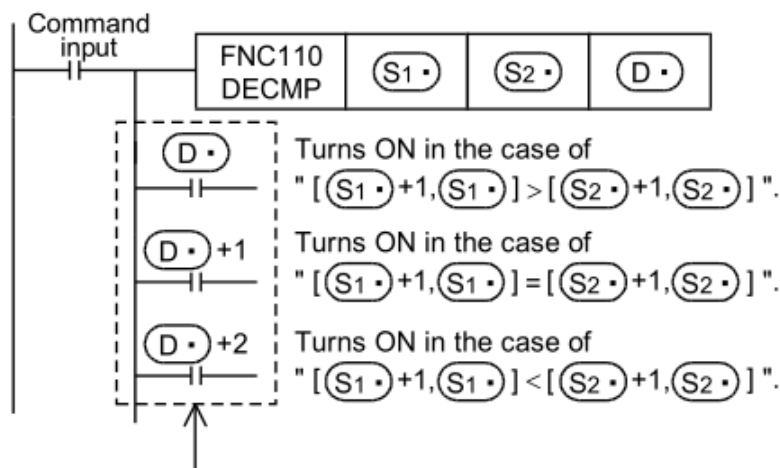 Command
input
FNC110
DECMP
S1・
S2・
D・
D・
Turns ON in the case of
" [S1・+1,S1・] > [S2・+1,S2・] ".
D・+1
Turns ON in the case of
" [S1・+1,S1・] = [S2・+1,S2・] ".
D・+2
Turns ON in the case of
" [S1・+1,S1・] < [S2・+1,S2・] ".